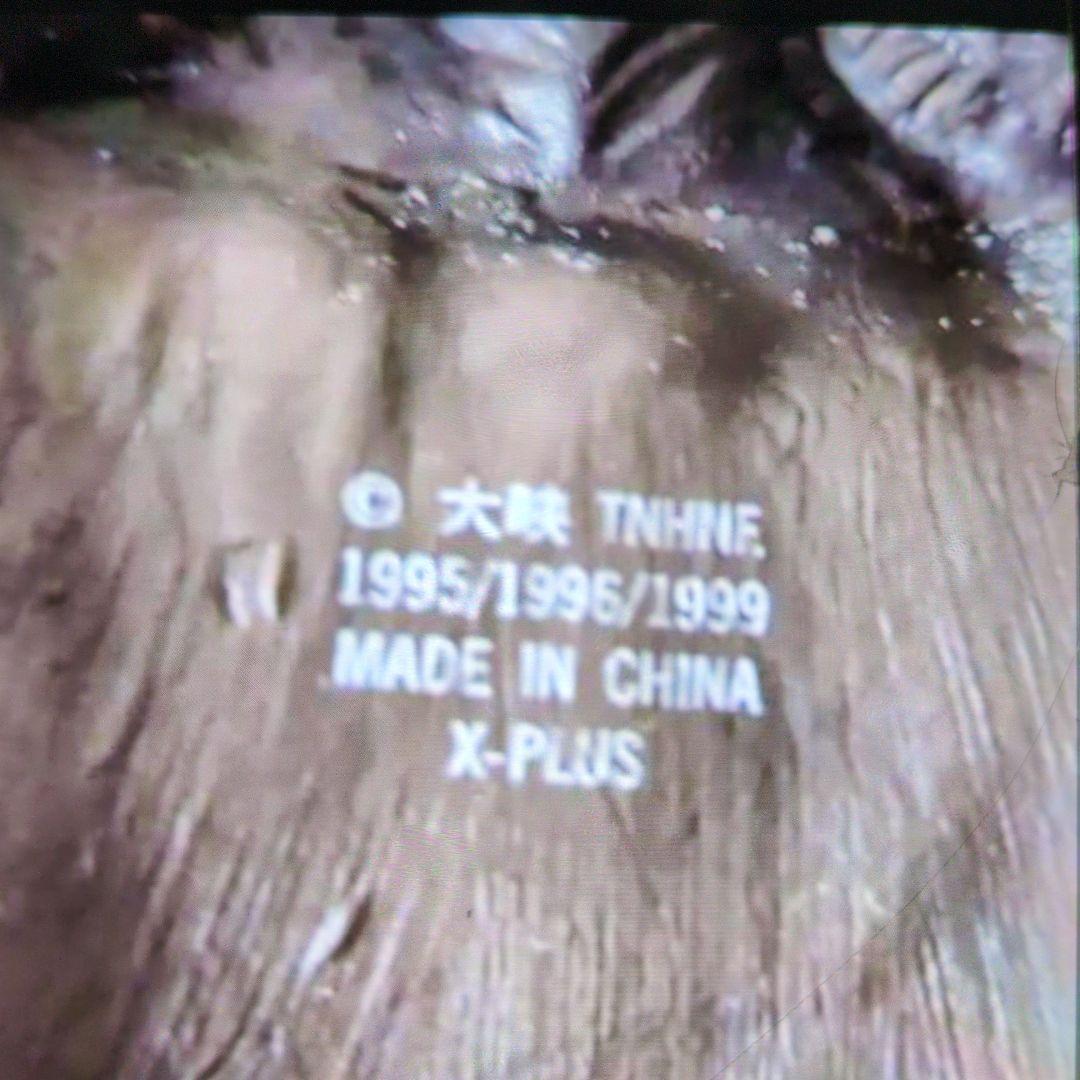 © 大映 TNHNE.
1995/1996/1999
MADE IN CHINA
X-PLUS